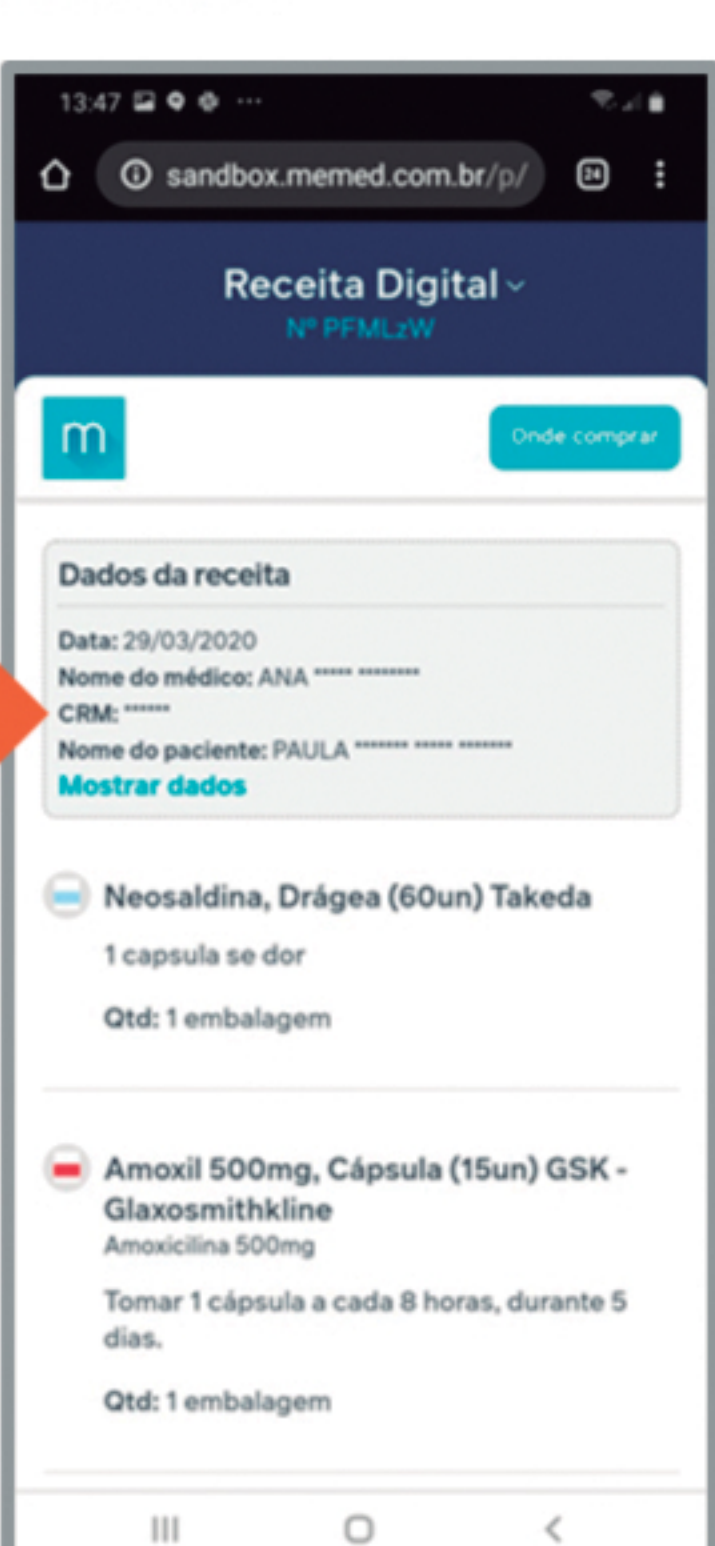 13:47
sandbox.memed.com.br/p/
24
Receita Digital
Nº PFMLzW
m
Onde comprar
Dados da receita
Data: 29/03/2020
Nome do médico: ANA ***** ********
CRM: ******
Nome do paciente: PAULA ******* ***** *******
Mostrar dados
Neosaldina, Drágea (60un) Takeda
1 capsula se dor
Qtd: 1 embalagem
Amoxil 500mg, Cápsula (15un) GSK -
Glaxosmithkline
Amoxicilina 500mg
Tomar 1 cápsula a cada 8 horas, durante 5
dias.
Qtd: 1 embalagem